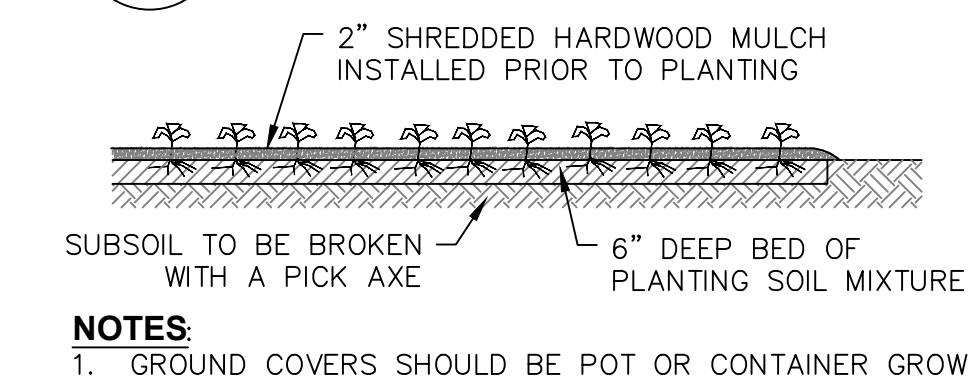 2” SHREDDED HARDWOOD MULCH
INSTALLED PRIOR TO PLANTING
SUBSOIL TO BE BROKEN
WITH A PICK AXE
6” DEEP BED OF
PLANTING SOIL MIXTURE
NOTES:
1. GROUND COVERS SHOULD BE POT OR CONTAINER GROW